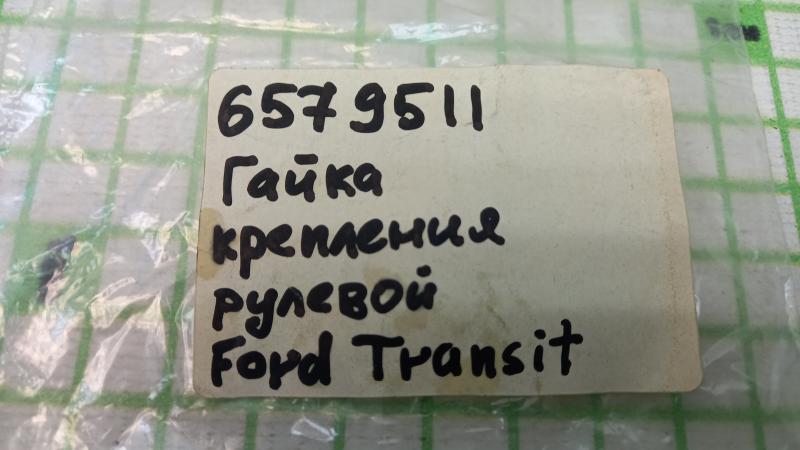 6579511
Гайка
крепления
рулевой
Ford Transit